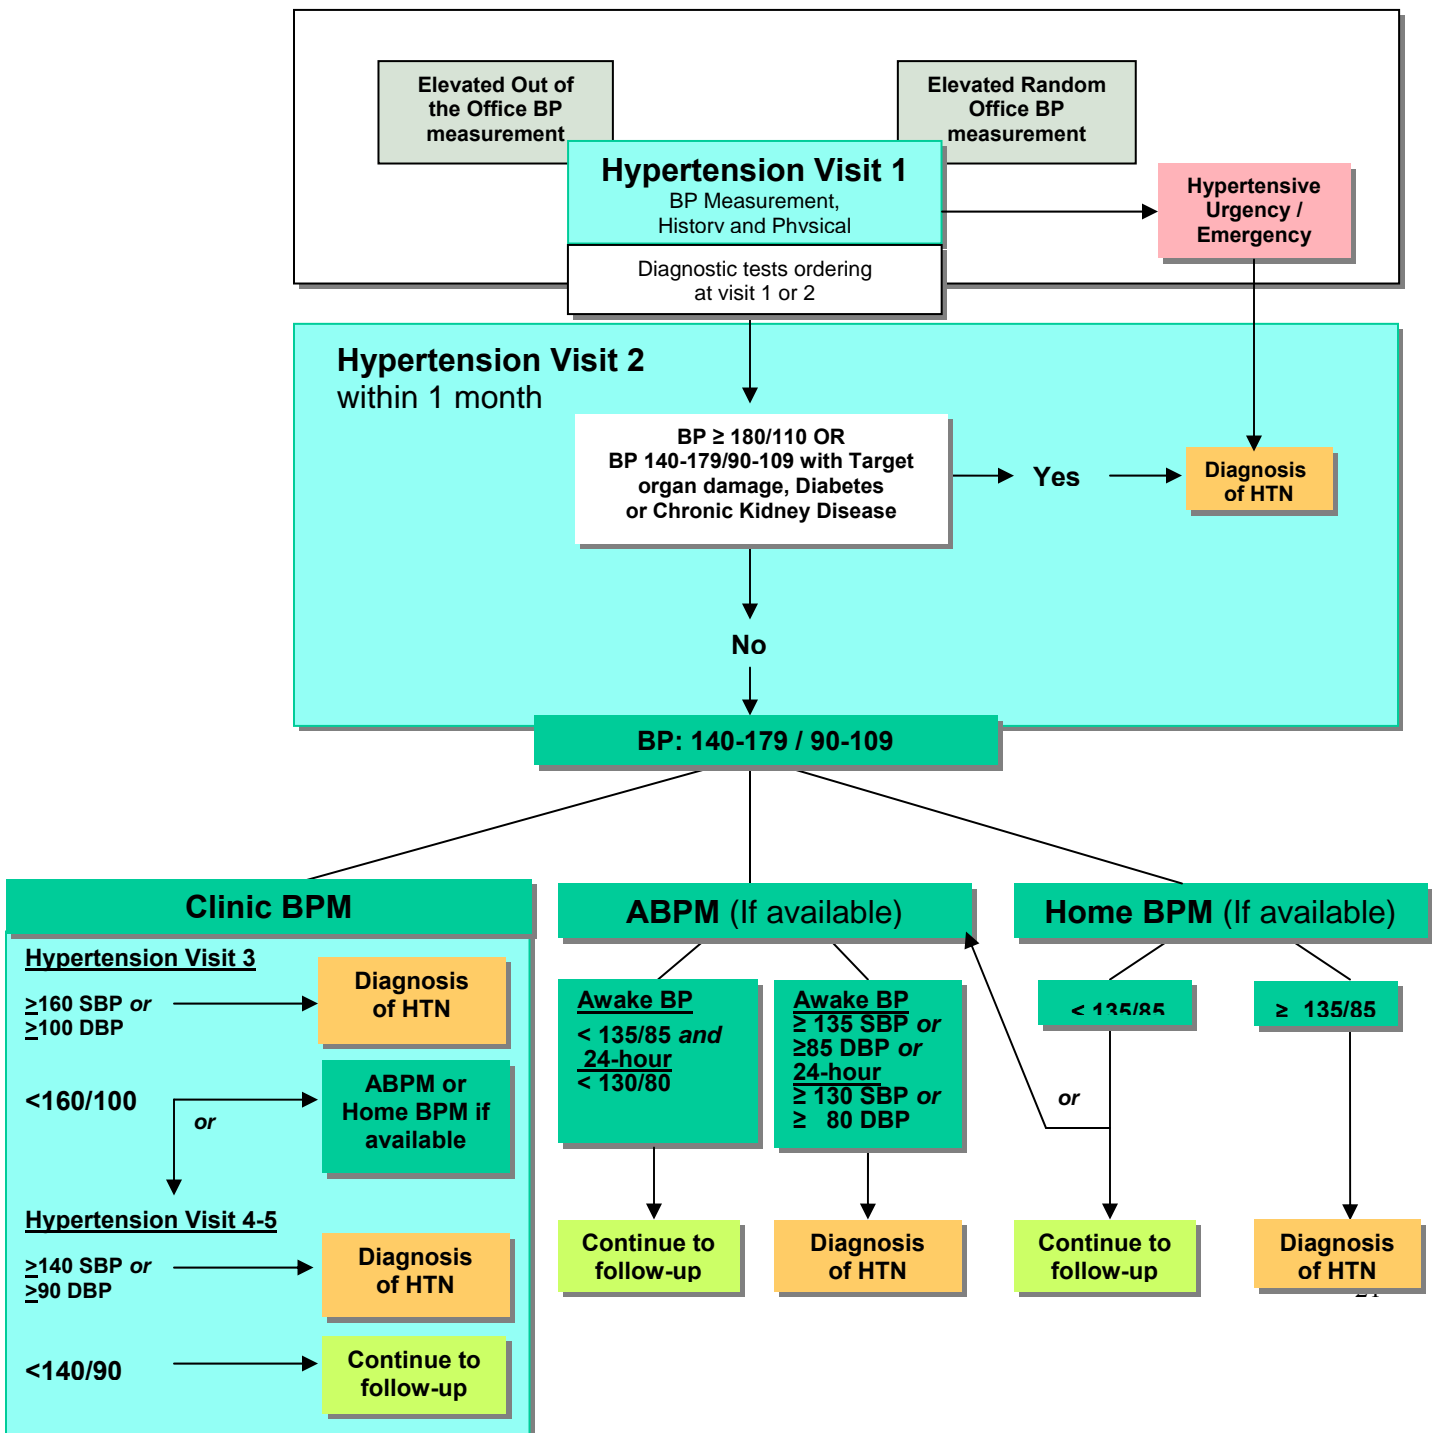 Elevated Out of
the Office BP
measurement
Elevated Random
Office BP
measurement
Hypertension Visit 1
BP Measurement,
History and Physical
Diagnostic tests ordering
at visit 1 or 2
Hypertensive
Urgency /
Emergency
Hypertension Visit 2
within 1 month
BP ≥ 180/110 OR
BP 140-179/90-109 with Target
organ damage, Diabetes
or Chronic Kidney Disease
Yes
Diagnosis
of HTN
No
BP: 140-179 / 90-109
Clinic BPM
Hypertension Visit 3
≥160 SBP or
≥100 DBP
Diagnosis
of HTN
<160/100
or
ABPM or
Home BPM if
available
Hypertension Visit 4-5
≥140 SBP or
≥90 DBP
Diagnosis
of HTN
<140/90
Continue to
follow-up
ABPM (If available)
Awake BP
< 135/85 and
24-hour
< 130/80
Awake BP
≥ 135 SBP or
≥85 DBP or
24-hour
≥ 130 SBP or
≥ 80 DBP
Continue to
follow-up
Diagnosis
of HTN
Home BPM (If available)
< 135/85
≥ 135/85
or
Continue to
follow-up
Diagnosis
of HTN